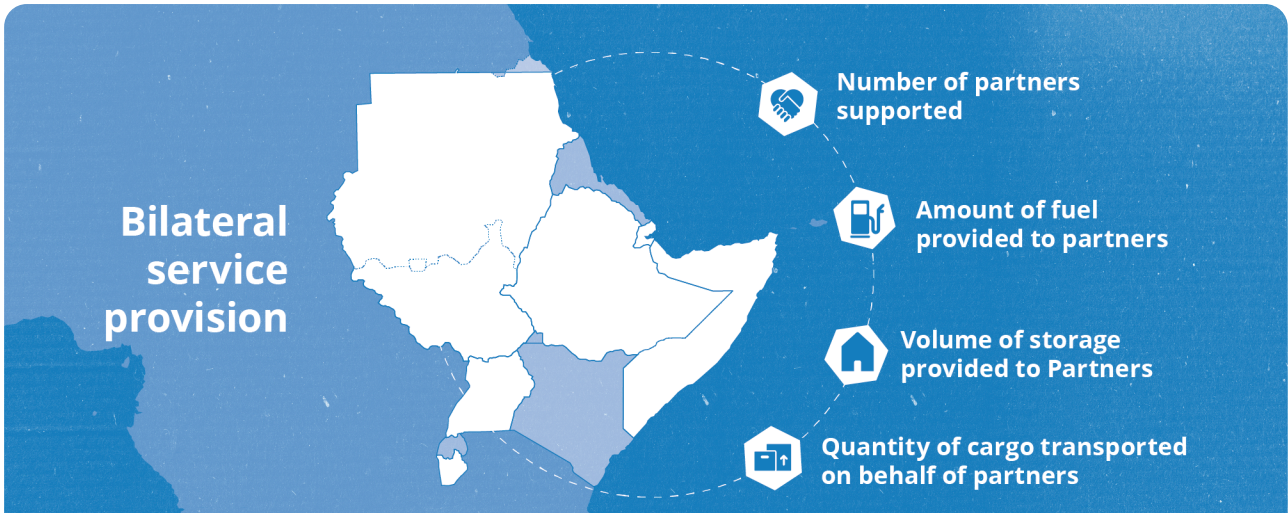 Bilateral
service
provision
Number of partners
supported
Amount of fuel
provided to partners
Volume of storage
provided to Partners
Quantity of cargo transported
on behalf of partners